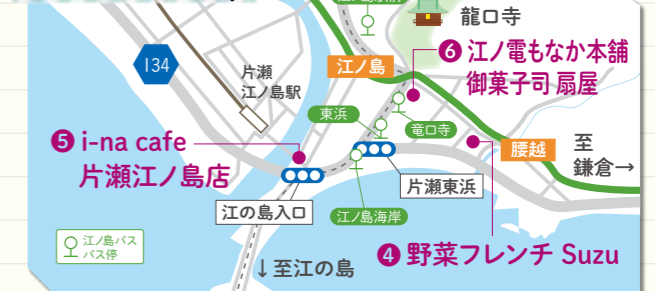 龍口寺
❻ 江ノ電もなか本舗
御菓子司 扇屋
134
片瀬
江ノ島駅
江ノ島
東浜
竜口寺
❺ i-na cafe
片瀬江ノ島店
腰越
至
鎌倉→
片瀬東浜
江の島入口
江ノ島海岸
江ノ島バス
バス停
❹ 野菜フレンチ Suzu
↓至江の島